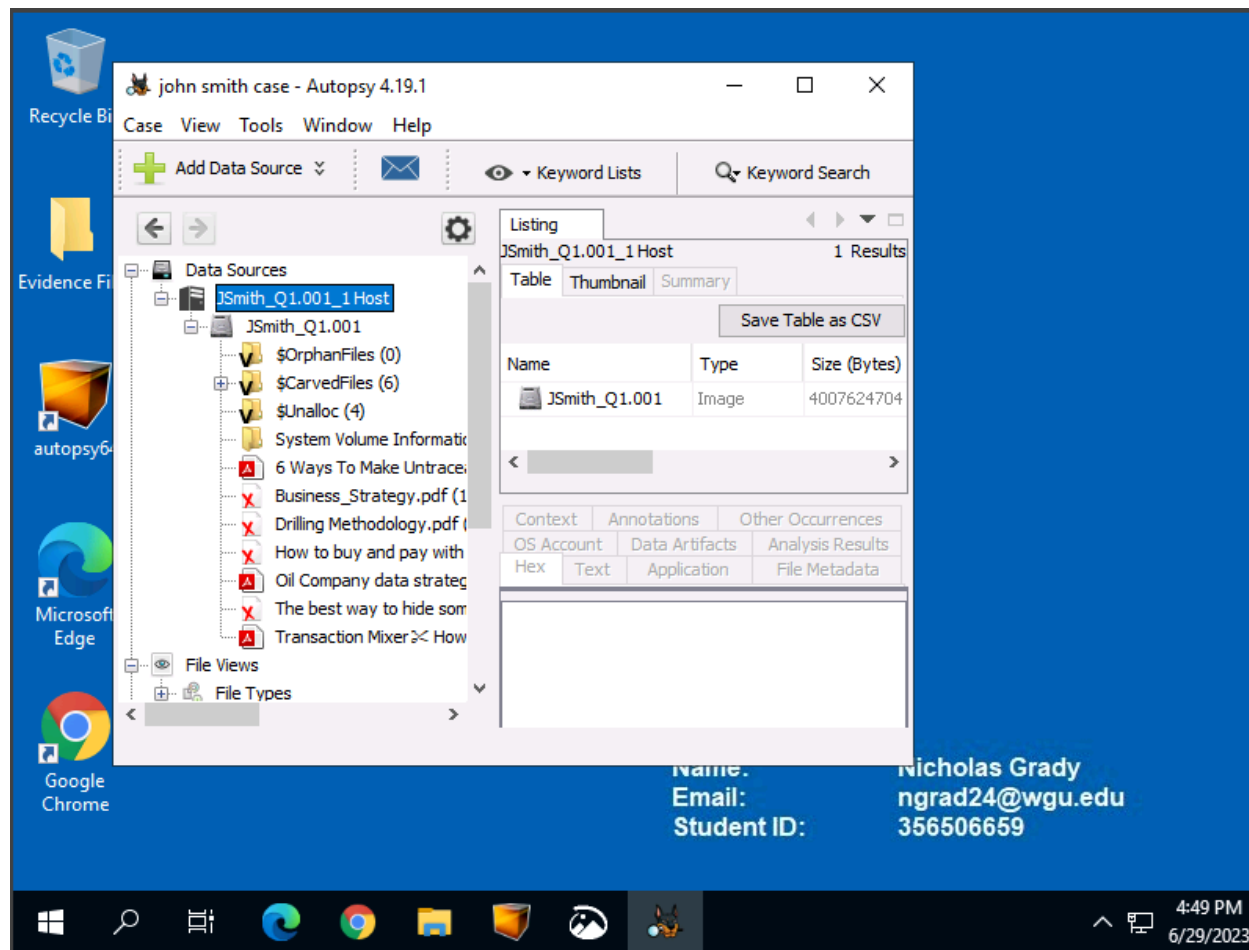 Recycle Bi
Evidence Fi
autopsy64
Microsoft
Edge
Google
Chrome
john smith case - Autopsy 4.19.1
Case View Tools Window Help
Add Data Source
Keyword Lists
Keyword Search
Data Sources
JSmith_Q1.001_1 Host
JSmith_Q1.001
$OrphanFiles (0)
$CarvedFiles (6)
$Unalloc (4)
System Volume Informatio
6 Ways To Make Untracea
Business_Strategy.pdf (1
Drilling Methodology.pdf (
How to buy and pay with
Oil Company data strateg
The best way to hide som
Transaction Mixer✂ How
File Views
File Types
Listing
JSmith_Q1.001_1 Host 1 Results
Table Thumbnail Summary
Save Table as CSV
Name Type Size (Bytes)
JSmith_Q1.001 Image 4007624704
Context Annotations Other Occurrences
OS Account Data Artifacts Analysis Results
Hex Text Application File Metadata
Name: Nicholas Grady
Email: ngrad24@wgu.edu
Student ID: 356506659
4:49 PM
6/29/2023